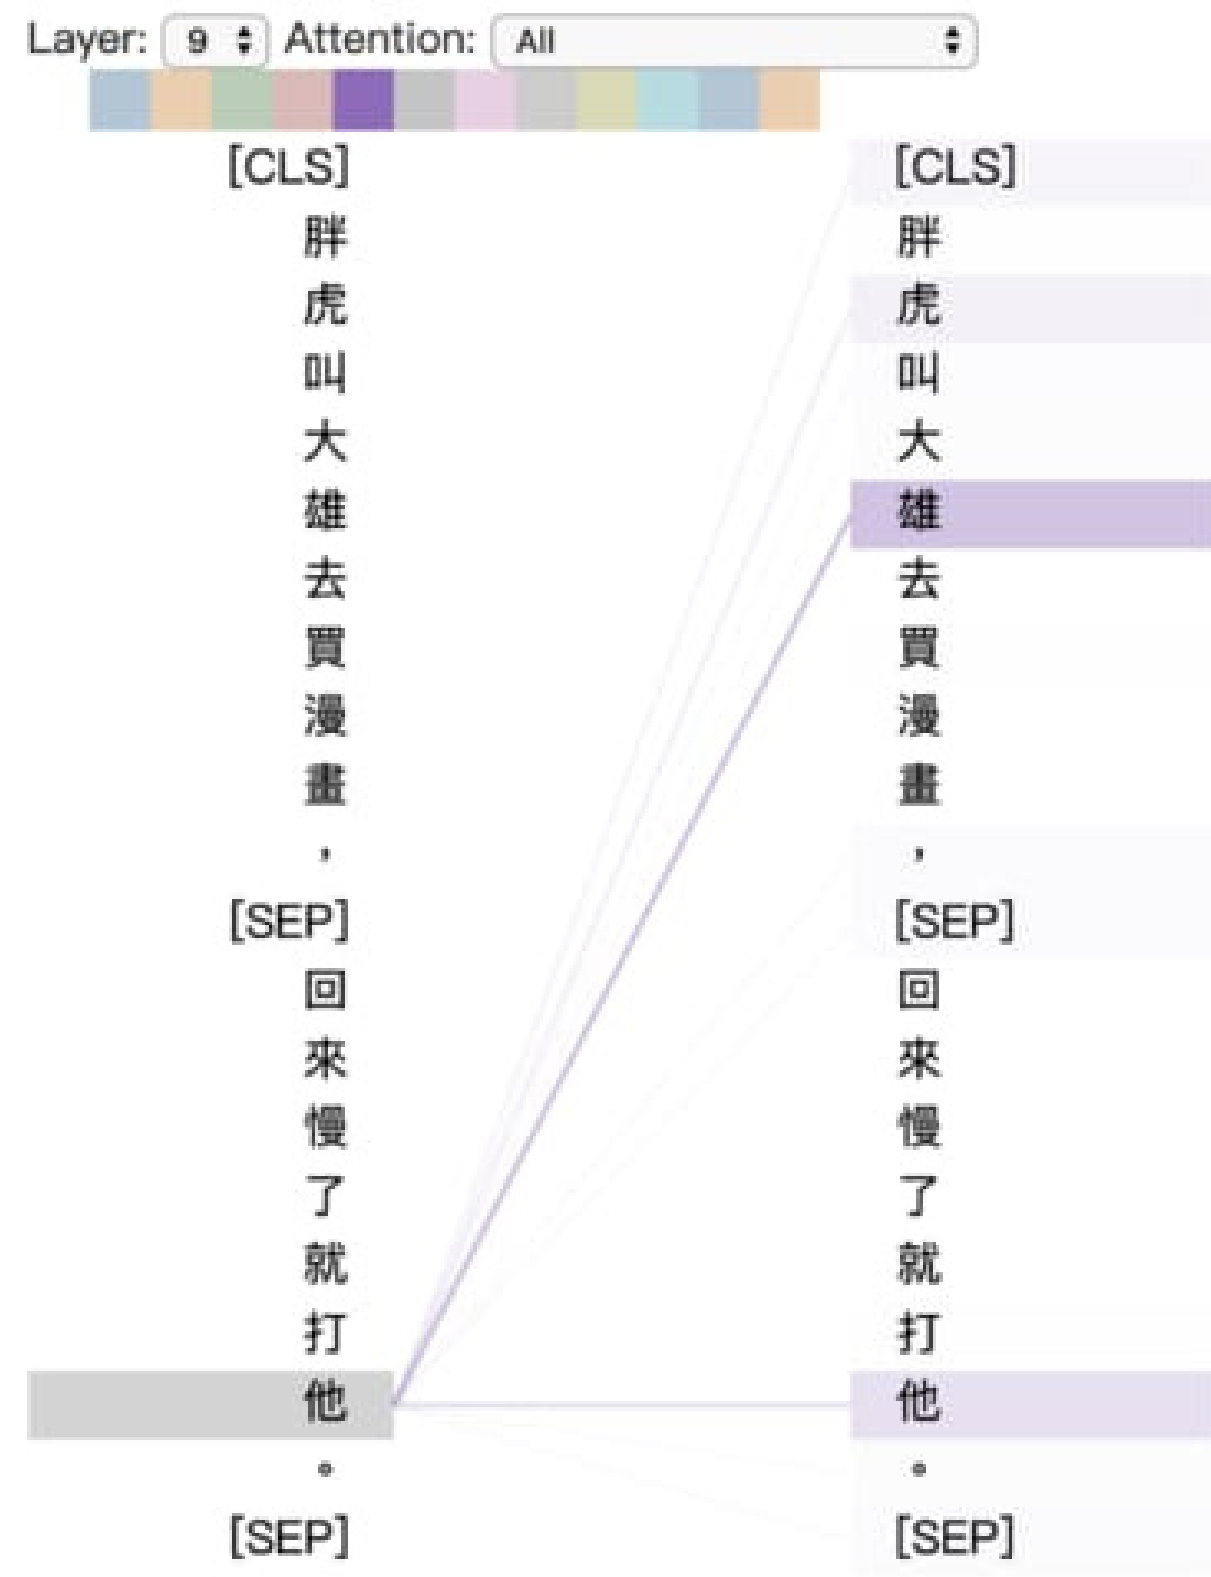 Layer: 9 Attention: All
[CLS] [CLS]
胖 胖
虎 虎
叫 叫
大 大
雄 雄
去 去
買 買
漫 漫
畫 畫
， ，
[SEP] [SEP]
回 回
來 來
慢 慢
了 了
就 就
打 打
他 他
。 。
[SEP] [SEP]